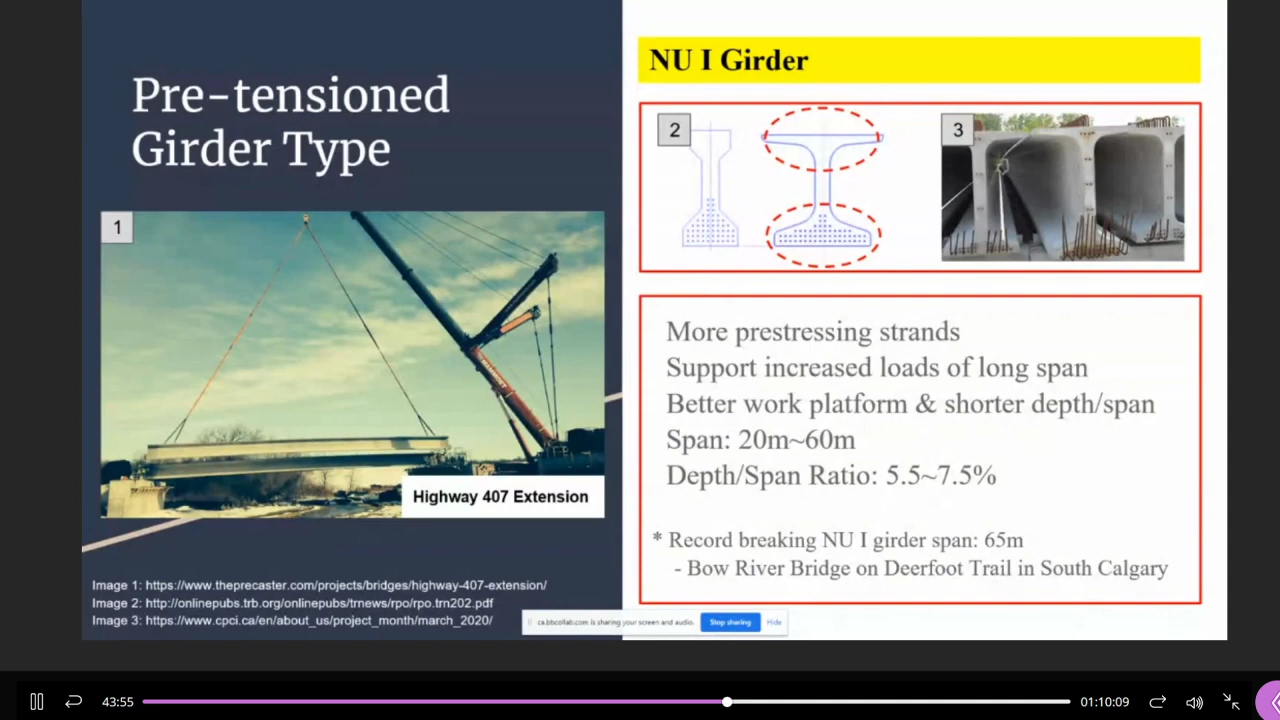 Pre-tensioned
Girder Type
1
Highway 407 Extension
Image 1: https://www.theprecaster.com/projects/bridges/highway-407-extension/
Image 2: http://onlinepubs.trb.org/onlinepubs/trnews/rpo/rpo.trn202.pdf
Image 3: https://www.cpci.ca/en/about_us/project_month/march_2020/
NU I Girder
2
3
More prestressing strands
Support increased loads of long span
Better work platform & shorter depth/span
Span: 20m~60m
Depth/Span Ratio: 5.5~7.5%
* Record breaking NU I girder span: 65m
- Bow River Bridge on Deerfoot Trail in South Calgary
ca.bbcollab.com is sharing your screen and audio.
Stop sharing
Hide
43:55
01:10:09